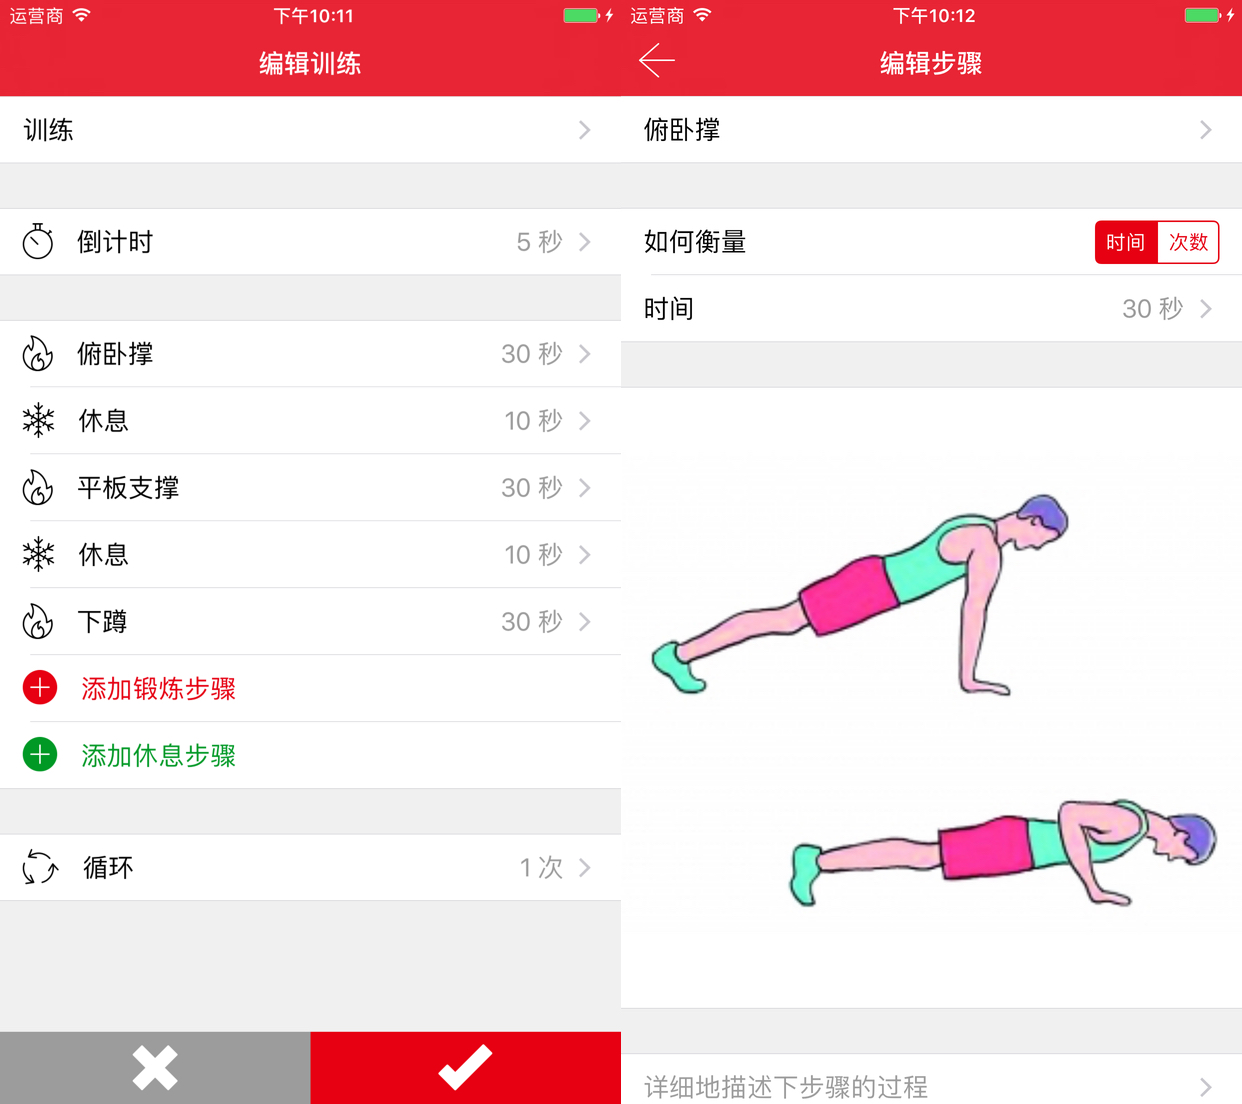 运营商
下午10:11
编辑训练
训练
倒计时
5 秒
俯卧撑
30 秒
休息
10 秒
平板支撑
30 秒
休息
10 秒
下蹲
30 秒
添加锻炼步骤
添加休息步骤
循环
1 次
运营商
下午10:12
编辑步骤
俯卧撑
如何衡量
时间
次数
时间
30 秒
详细地描述下步骤的过程